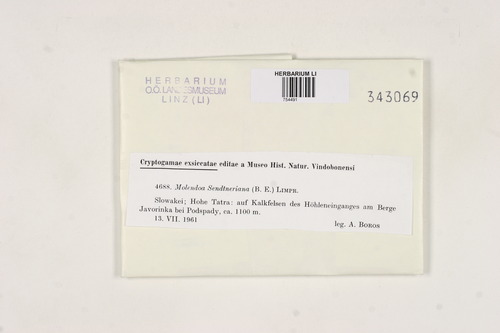 HERBARIUM
O.Ö. LANDESMUSEUM
LINZ (LI)
HERBARIUM LI
754491
343069
Cryptogamae exsiccatae editae a Museo Hist. Natur. Vindobonensi
4688. Molendoa Sendtneriana (B. E.) LIMPR.
Slowakei; Hohe Tatra: auf Kalkfelsen des Höhleneinganges am Berge
Javorinka bei Podspady, ca. 1100 m.
13. VII. 1961
leg. A. BOROS